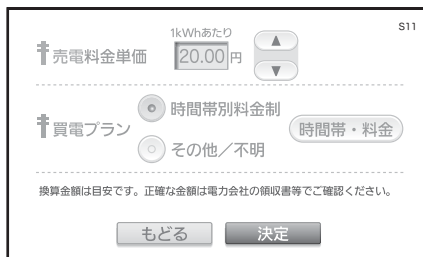 S11
1kWhあたり
売電料金単価 20.00 円
▲
▼
買電プラン
時間帯別料金制
その他／不明
時間帯・料金
換算金額は目安です。正確な金額は電力会社の領収書等でご確認ください。
もどる 決定